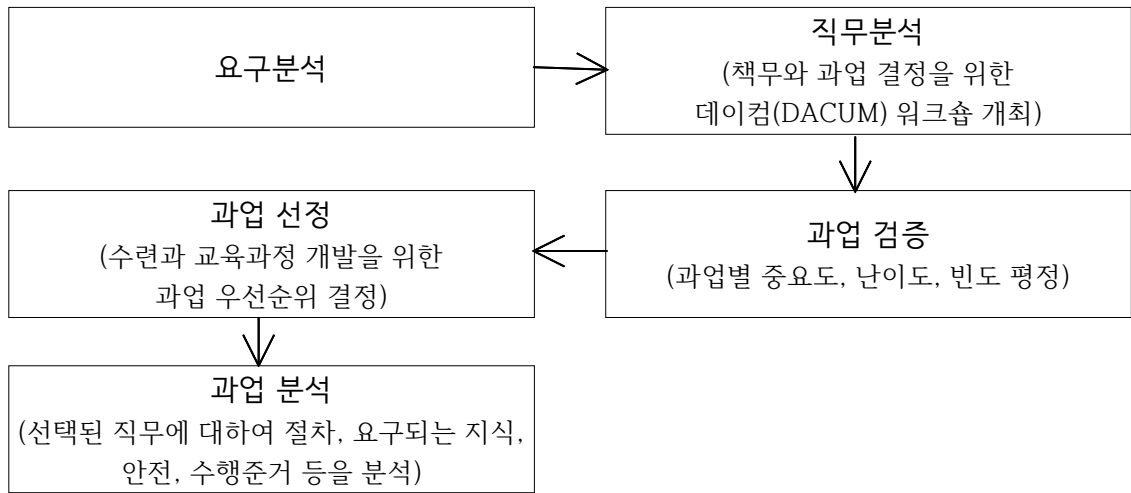 요구분석
직무분석
(책무와 과업 결정을 위한
데이컴(DACUM) 워크숍 개최)
과업 검증
(과업별 중요도, 난이도, 빈도 평정)
과업 선정
(수련과 교육과정 개발을 위한
과업 우선순위 결정)
과업 분석
(선택된 직무에 대하여 절차, 요구되는 지식,
안전, 수행준거 등을 분석)